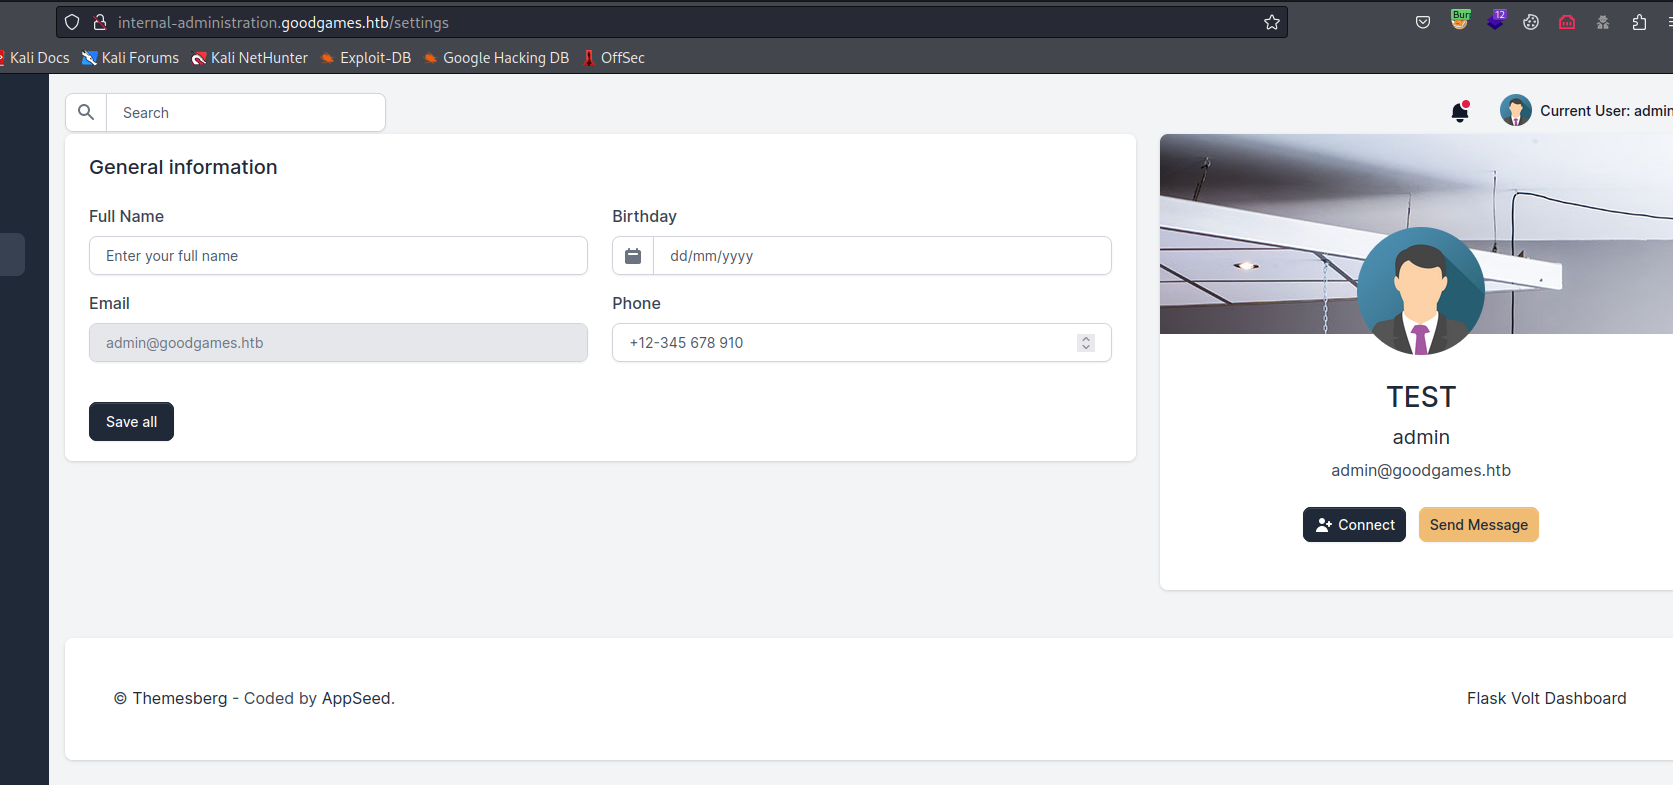 internal-administration.goodgames.htb/settings
Burr
12
Kali Docs Kali Forums Kali NetHunter Exploit-DB Google Hacking DB OffSec
Search
Current User: admin
General information
Full Name Birthday
Enter your full name dd/mm/yyyy
Email Phone
admin@goodgames.htb +12-345 678 910
Save all
TEST
admin
admin@goodgames.htb
Connect Send Message
© Themesberg - Coded by AppSeed. Flask Volt Dashboard